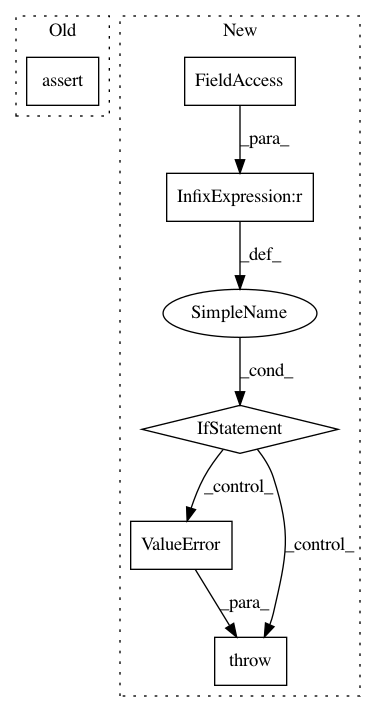 Old
New
assert
FieldAccess
_para_
InfixExpression:r
_def_
SimpleName
_cond_
IfStatement
_control_
_control_
ValueError
_para_
throw